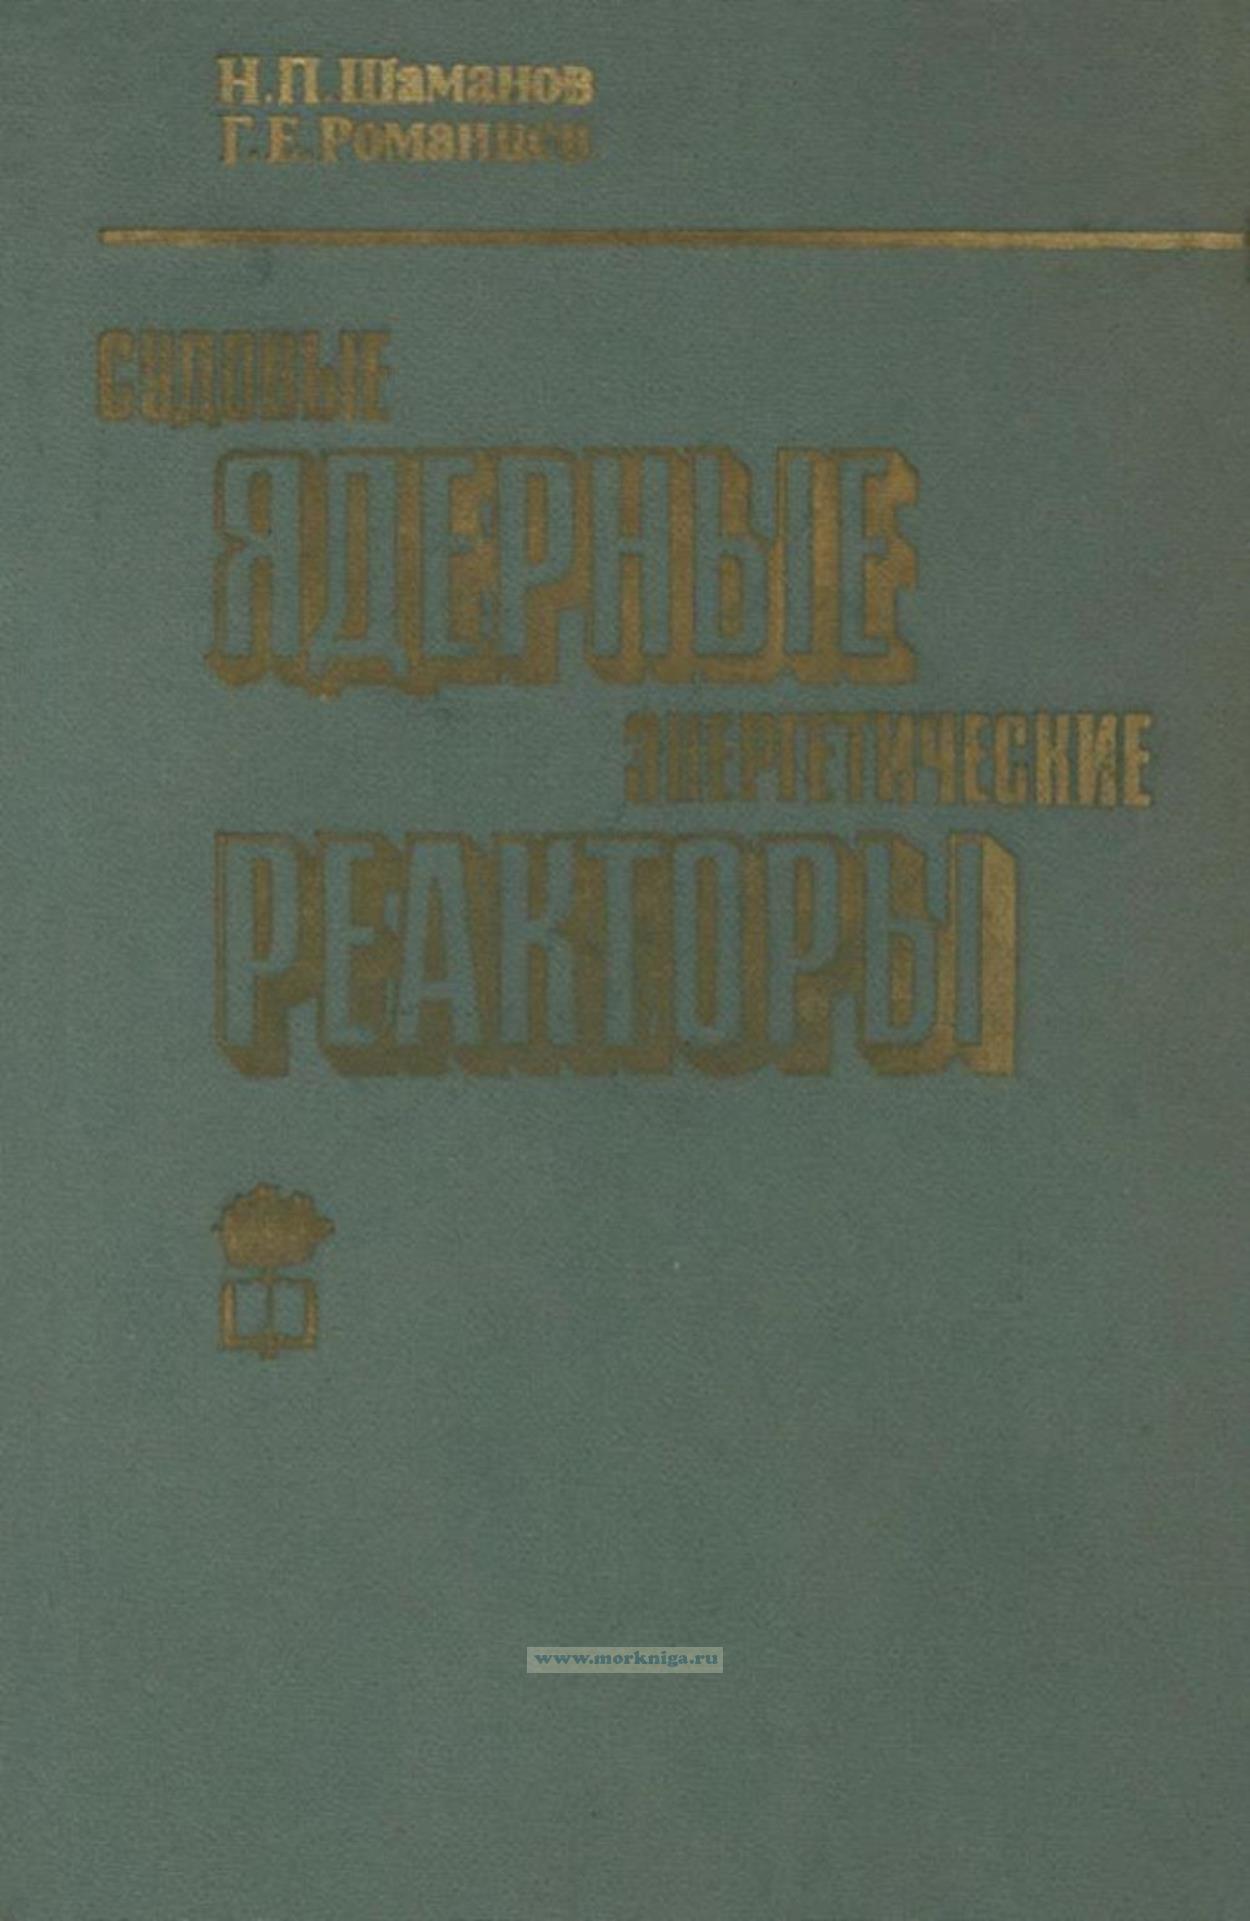 Н.П.Шаманов
Г.Е.Романцев
СУДОВЫЕ
ЯДЕРНЫЕ
ЭНЕРГЕТИЧЕСКИЕ
РЕАКТОРЫ
www.morkniga.ru